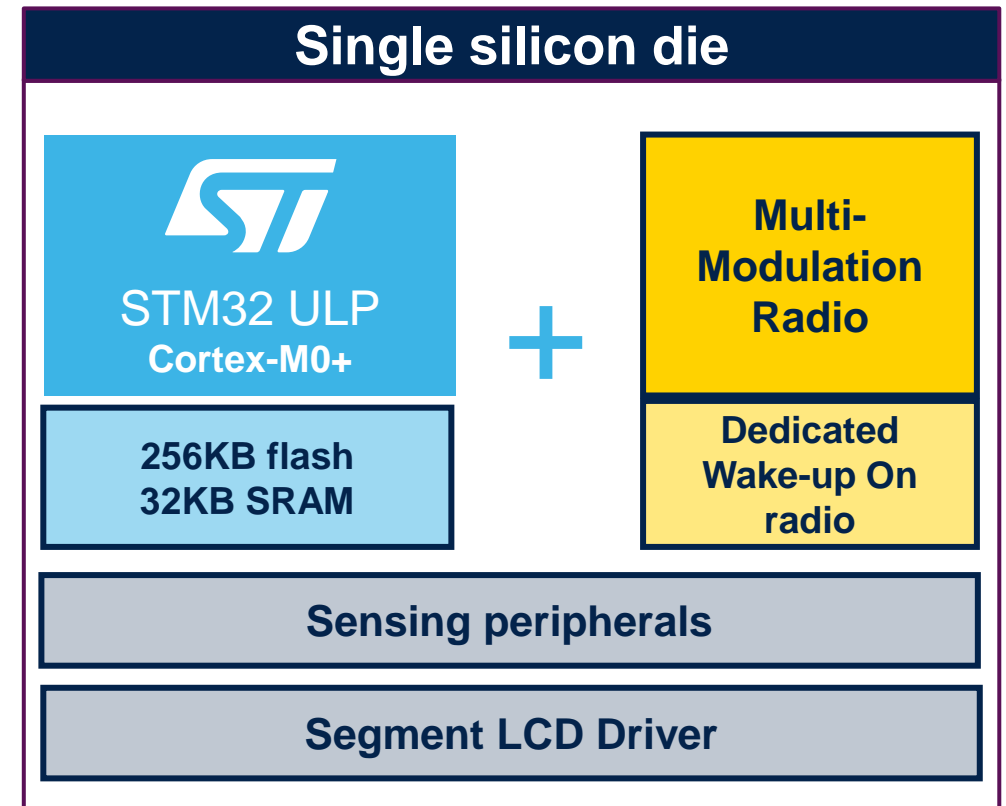 Single silicon die
ST
STM32 ULP
Cortex-M0+
256KB flash
32KB SRAM
+
Multi-
Modulation
Radio
Dedicated
Wake-up On
radio
Sensing peripherals
Segment LCD Driver